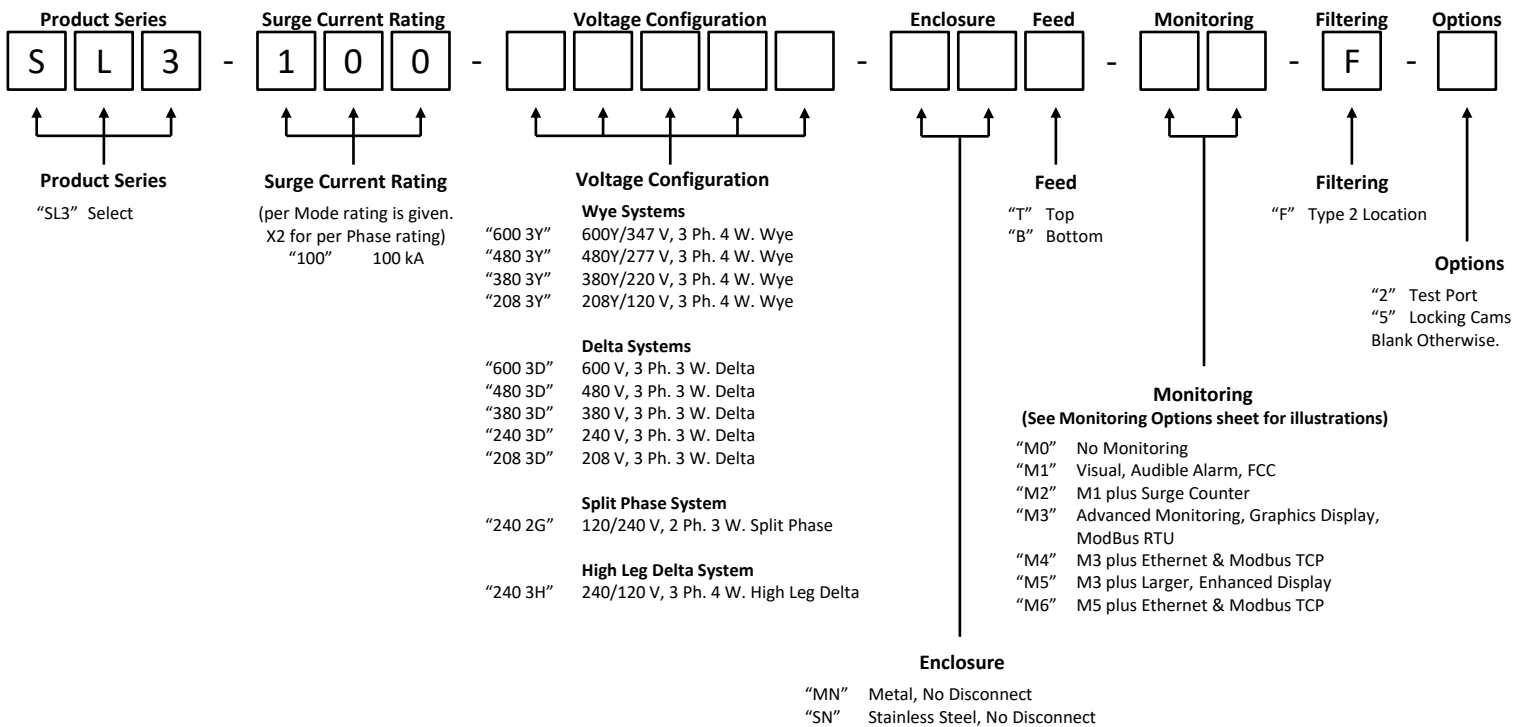 Product Series Surge Current Rating Voltage Configuration Enclosure Feed Monitoring Filtering Options
S L 3 - 1 0 0 - - - - F -
Product Series
“SL3” Select
Surge Current Rating
(per Mode rating is given.
X2 for per Phase rating)
“100” 100 kA
Voltage Configuration
Wye Systems
“600 3Y” 600Y/347 V, 3 Ph. 4 W. Wye
“480 3Y” 480Y/277 V, 3 Ph. 4 W. Wye
“380 3Y” 380Y/220 V, 3 Ph. 4 W. Wye
“208 3Y” 208Y/120 V, 3 Ph. 4 W. Wye
Delta Systems
“600 3D” 600 V, 3 Ph. 3 W. Delta
“480 3D” 480 V, 3 Ph. 3 W. Delta
“380 3D” 380 V, 3 Ph. 3 W. Delta
“240 3D” 240 V, 3 Ph. 3 W. Delta
“208 3D” 208 V, 3 Ph. 3 W. Delta
Split Phase System
“240 2G” 120/240 V, 2 Ph. 3 W. Split Phase
High Leg Delta System
“240 3H” 240/120 V, 3 Ph. 4 W. High Leg Delta
Enclosure
“MN” Metal, No Disconnect
“SN” Stainless Steel, No Disconnect
Feed
“T” Top
“B” Bottom
Monitoring
(See Monitoring Options sheet for illustrations)
“M0” No Monitoring
“M1” Visual, Audible Alarm, FCC
“M2” M1 plus Surge Counter
“M3” Advanced Monitoring, Graphics Display,
ModBus RTU
“M4” M3 plus Ethernet & Modbus TCP
“M5” M3 plus Larger, Enhanced Display
“M6” M5 plus Ethernet & Modbus TCP
Filtering
“F” Type 2 Location
Options
“2” Test Port
“5” Locking Cams
Blank Otherwise.